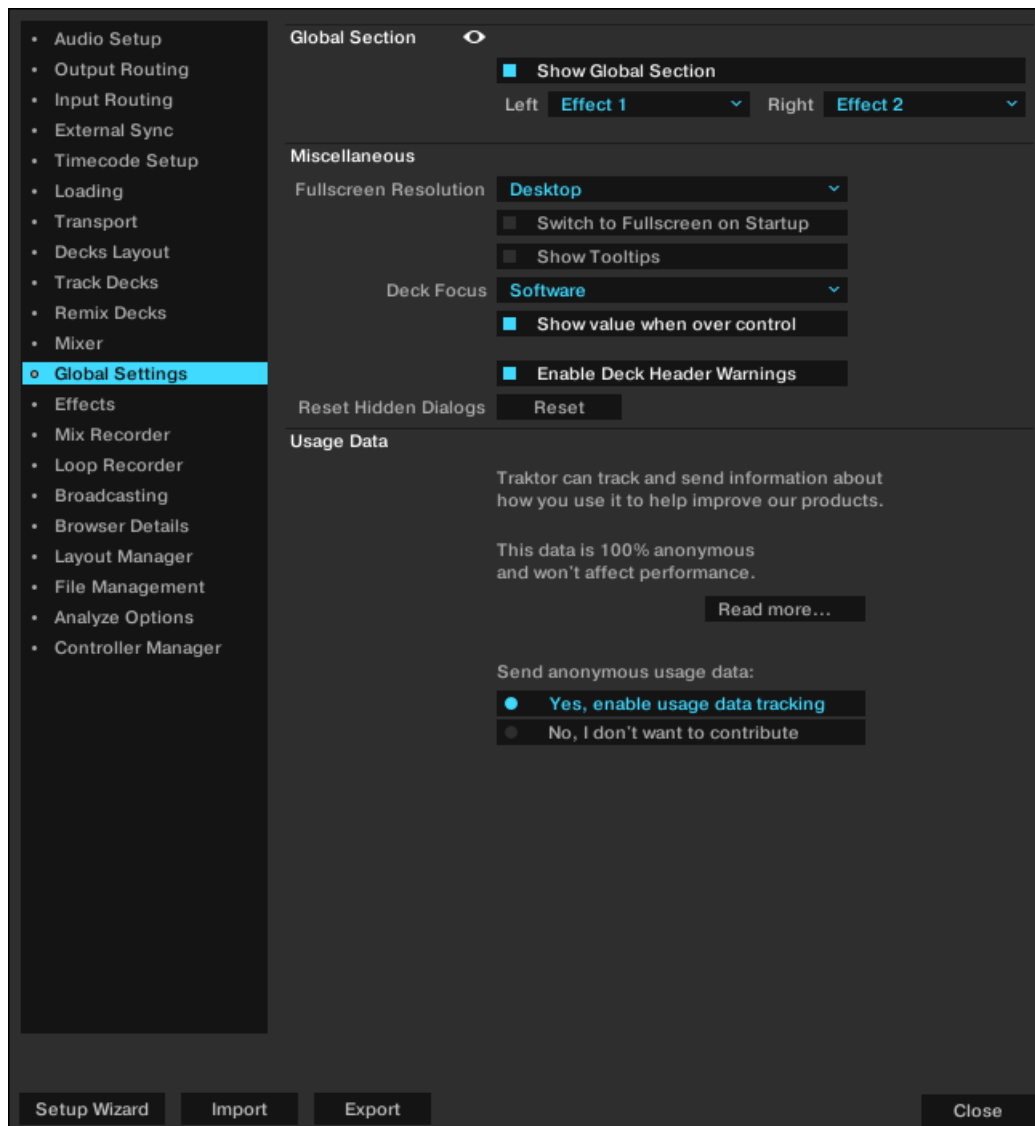 Audio Setup
Output Routing
Input Routing
External Sync
Timecode Setup
Loading
Transport
Decks Layout
Track Decks
Remix Decks
Mixer
Global Settings
Effects
Mix Recorder
Loop Recorder
Broadcasting
Browser Details
Layout Manager
File Management
Analyze Options
Controller Manager
Global Section
Show Global Section
Left Effect 1 Right Effect 2
Miscellaneous
Fullscreen Resolution Desktop
Switch to Fullscreen on Startup
Show Tooltips
Deck Focus Software
Show value when over control
Enable Deck Header Warnings
Reset Hidden Dialogs Reset
Usage Data
Traktor can track and send information about
how you use it to help improve our products.
This data is 100% anonymous
and won't affect performance.
Read more...
Send anonymous usage data:
Yes, enable usage data tracking
No, I don't want to contribute
Setup Wizard Import Export Close